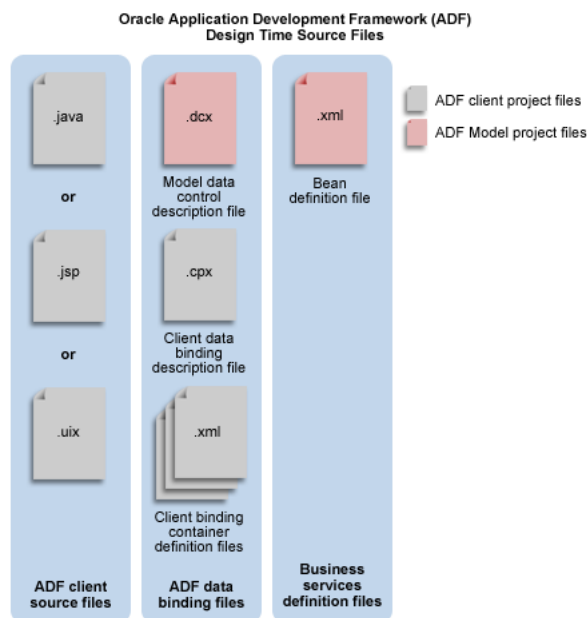 Oracle Application Development Framework (ADF)
Design Time Source Files
.java
or
.jsp
or
.uix
ADF client
source files
.dcx
Model data
control
description file
.cpx
Client data
binding
description file
.xml
Client binding
container
definition files
ADF data
binding files
.xml
Bean
definition file
Business
services
definition files
ADF client project files
ADF Model project files